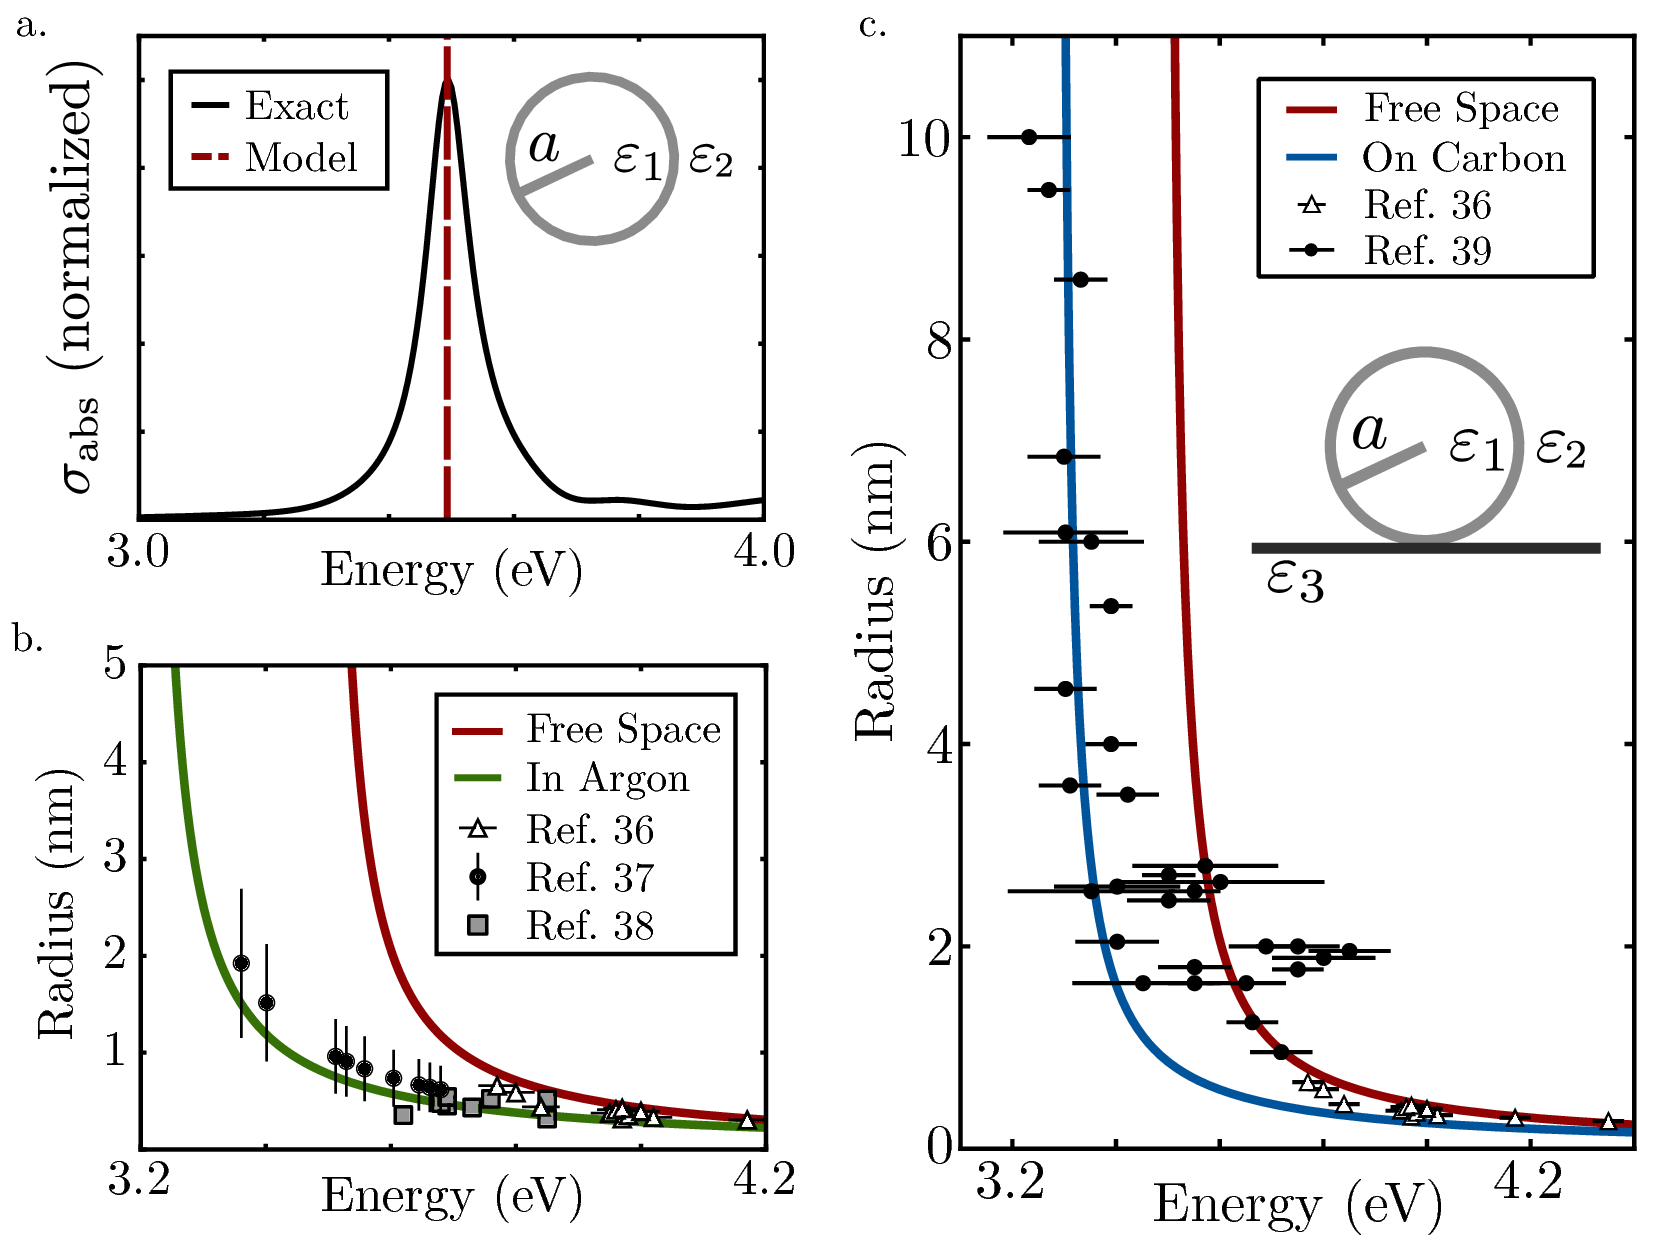 a.
σabs (normalized)
Exact
Model
a ε1 ε2
3.0 4.0
Energy (eV)
b.
Radius (nm)
5
4
3
2
1
Free Space
In Argon
Ref. 36
Ref. 37
Ref. 38
3.2 4.2
Energy (eV)
c.
Radius (nm)
10
8
6
4
2
0
Free Space
On Carbon
Ref. 36
Ref. 39
a ε1 ε2
ε3
3.2 4.2
Energy (eV)